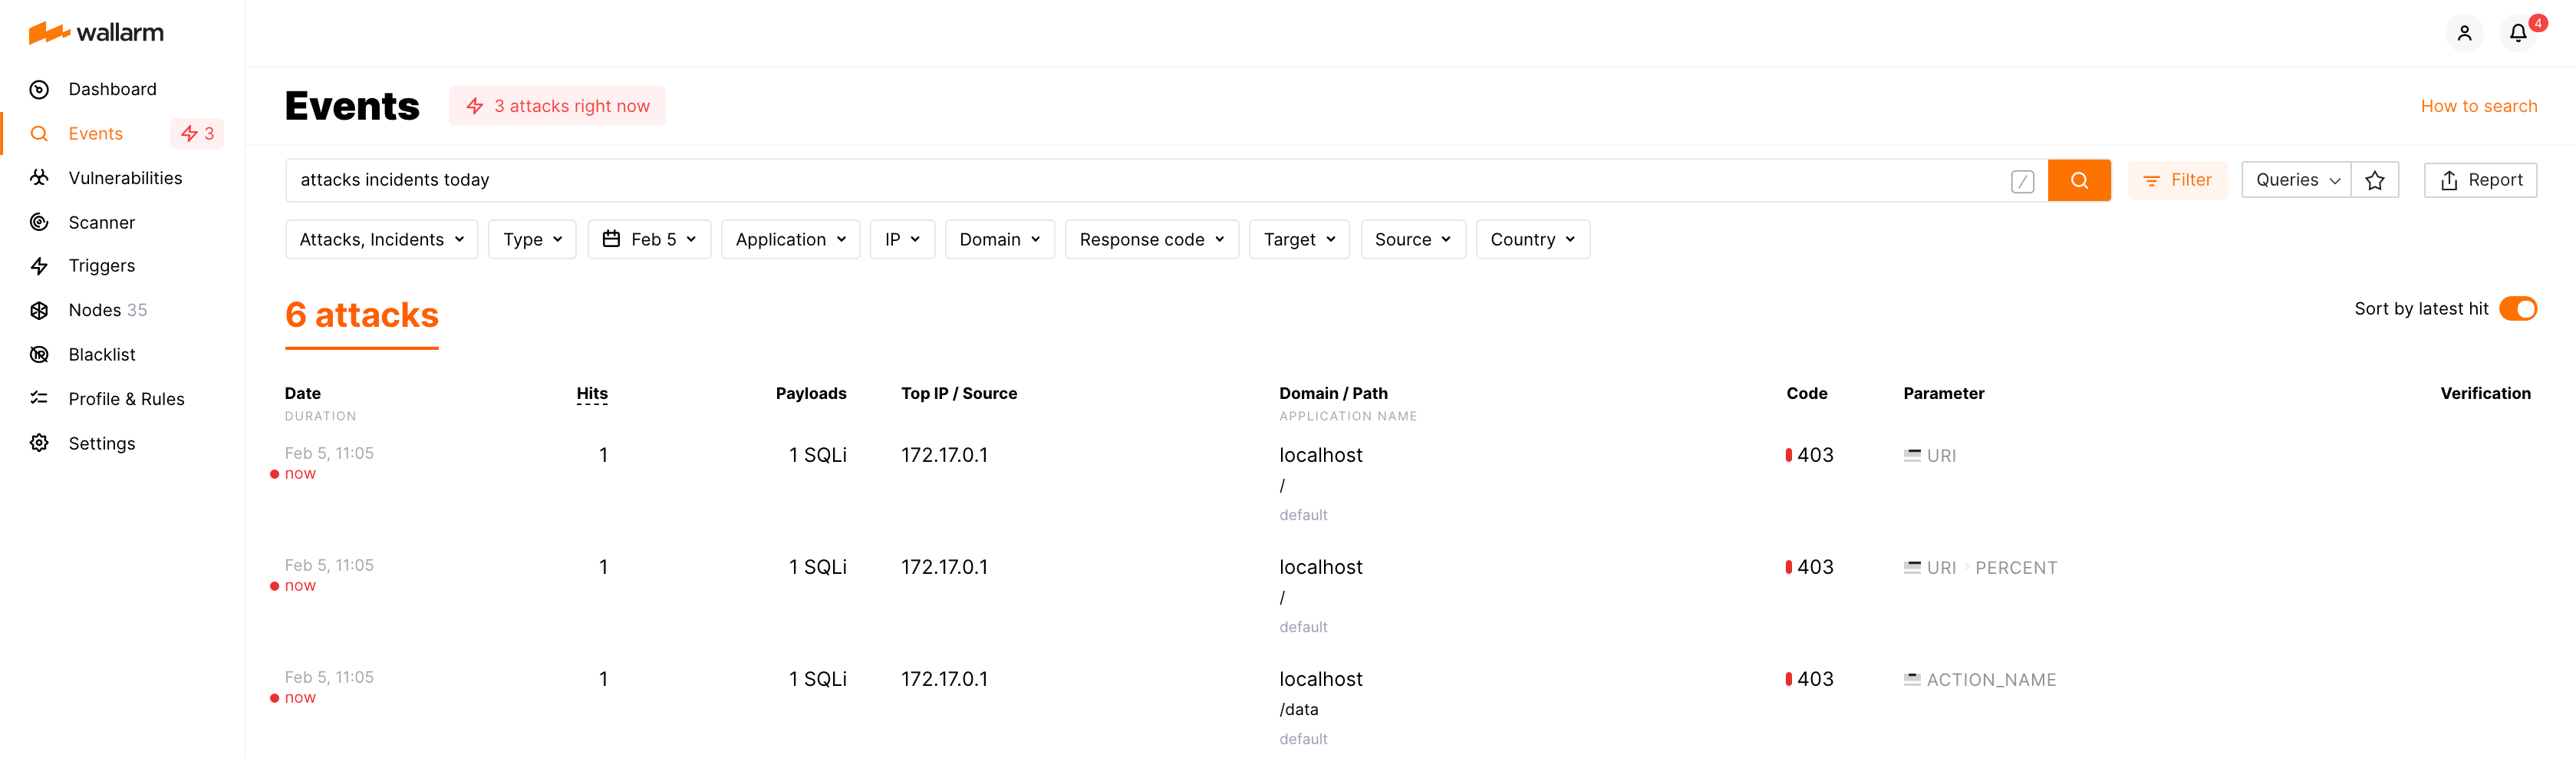 wallarm
4
Dashboard
Events 3
Vulnerabilities
Scanner
Triggers
Nodes 35
Blacklist
Profile & Rules
Settings
Events 3 attacks right now How to search
attacks incidents today / Filter Queries Report
Attacks, Incidents Type Feb 5 Application IP Domain Response code Target Source Country
6 attacks Sort by latest hit
Date Hits Payloads Top IP / Source Domain / Path Code Parameter Verification
DURATION APPLICATION NAME
Feb 5, 11:05 1 1 SQLi 172.17.0.1 localhost 403 URI
now /
default
Feb 5, 11:05 1 1 SQLi 172.17.0.1 localhost 403 URI › PERCENT
now /
default
Feb 5, 11:05 1 1 SQLi 172.17.0.1 localhost 403 ACTION_NAME
now /data
default